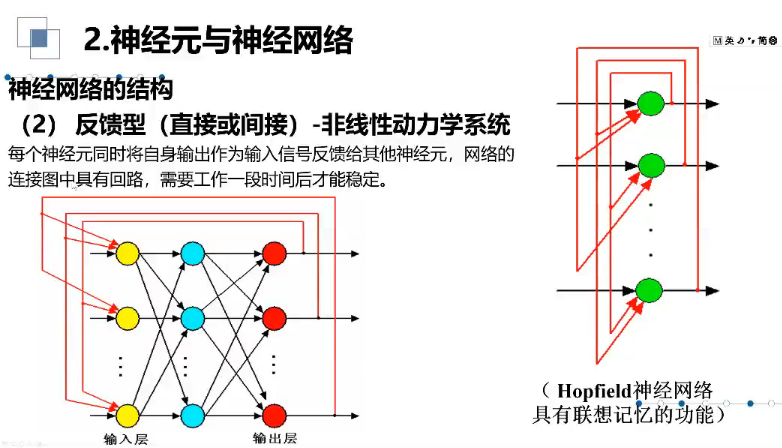 2.神经元与神经网络
M 英 简
神经网络的结构
（2） 反馈型（直接或间接）-非线性动力学系统
每个神经元同时将自身输出作为输入信号反馈给其他神经元，网络的
连接图中具有回路，需要工作一段时间后才能稳定。
输入层
输出层
（ Hopfield神经网络
具有联想记忆的功能）